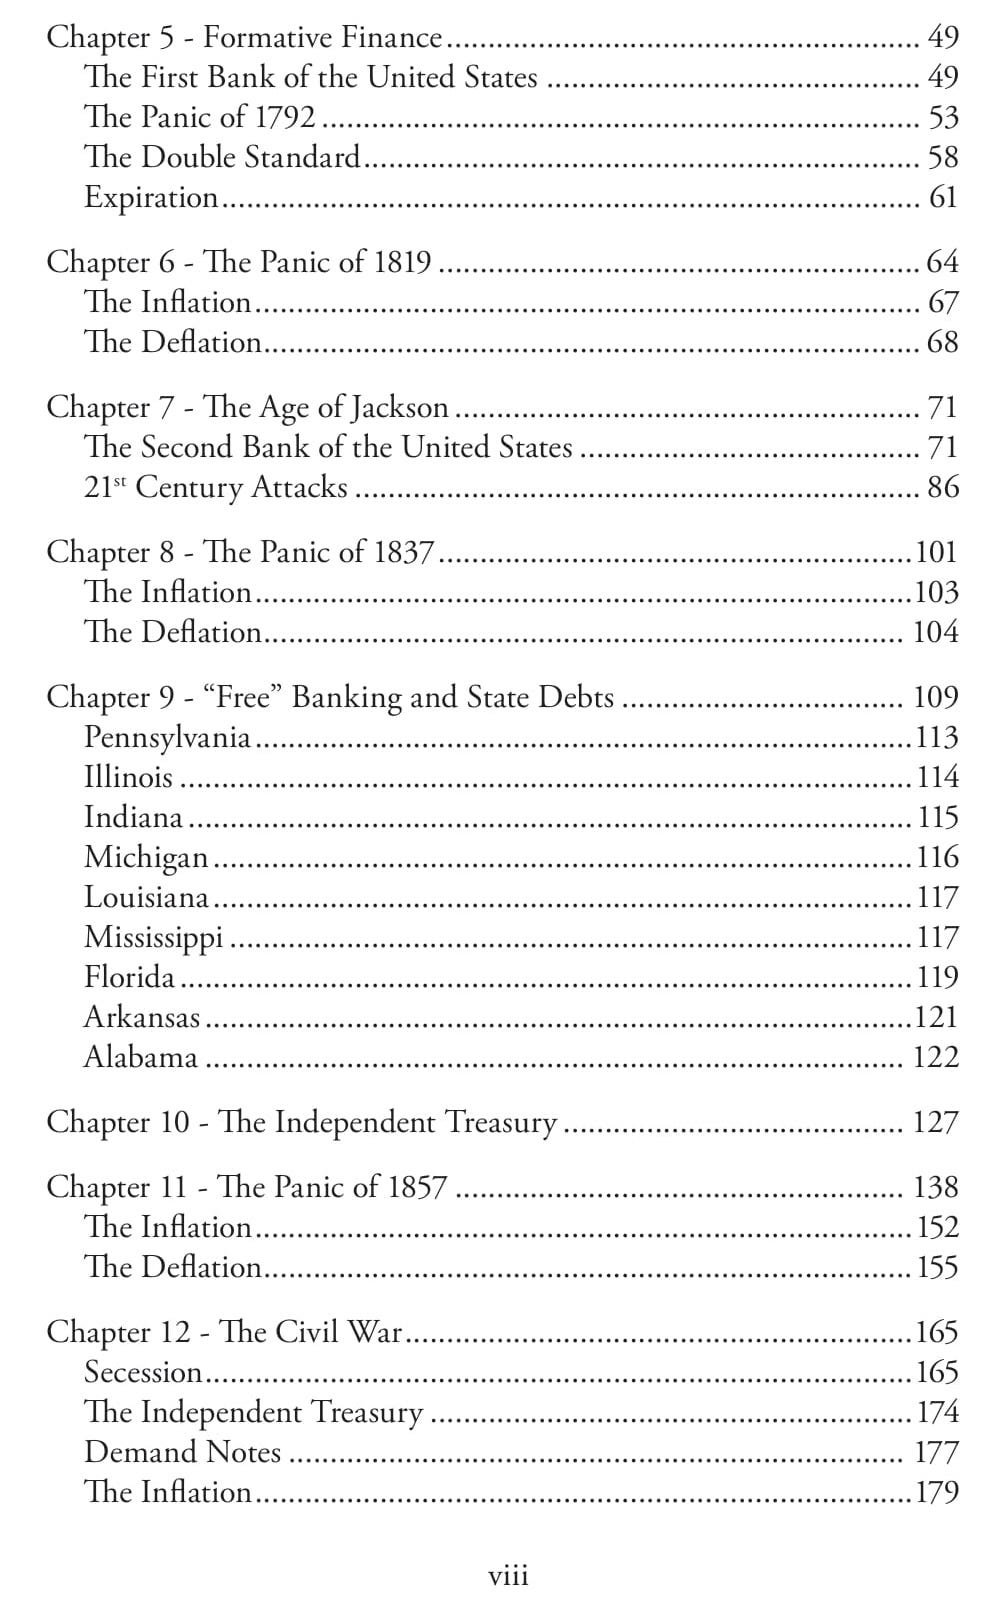 Chapter 5 - Formative Finance........................................................ 49
The First Bank of the United States ............................................ 49
The Panic of 1792....................................................................... 53
The Double Standard.................................................................. 58
Expiration................................................................................... 61
Chapter 6 - The Panic of 1819......................................................... 64
The Inflation............................................................................... 67
The Deflation.............................................................................. 68
Chapter 7 - The Age of Jackson....................................................... 71
The Second Bank of the United States ........................................ 71
21st Century Attacks................................................................... 86
Chapter 8 - The Panic of 1837........................................................101
The Inflation..............................................................................103
The Deflation............................................................................ 104
Chapter 9 - “Free” Banking and State Debts ................................. 109
Pennsylvania..............................................................................113
Illinois .......................................................................................114
Indiana...................................................................................... 115
Michigan...................................................................................116
Louisiana...................................................................................117
Mississippi.................................................................................117
Florida.......................................................................................119
Arkansas....................................................................................121
Alabama ................................................................................... 122
Chapter 10 - The Independent Treasury........................................ 127
Chapter 11 - The Panic of 1857 ..................................................... 138
The Inflation..............................................................................152
The Deflation.............................................................................155
Chapter 12 - The Civil War............................................................165
Secession....................................................................................165
The Independent Treasury.........................................................174
Demand Notes ......................................................................... 177
The Inflation..............................................................................179
viii